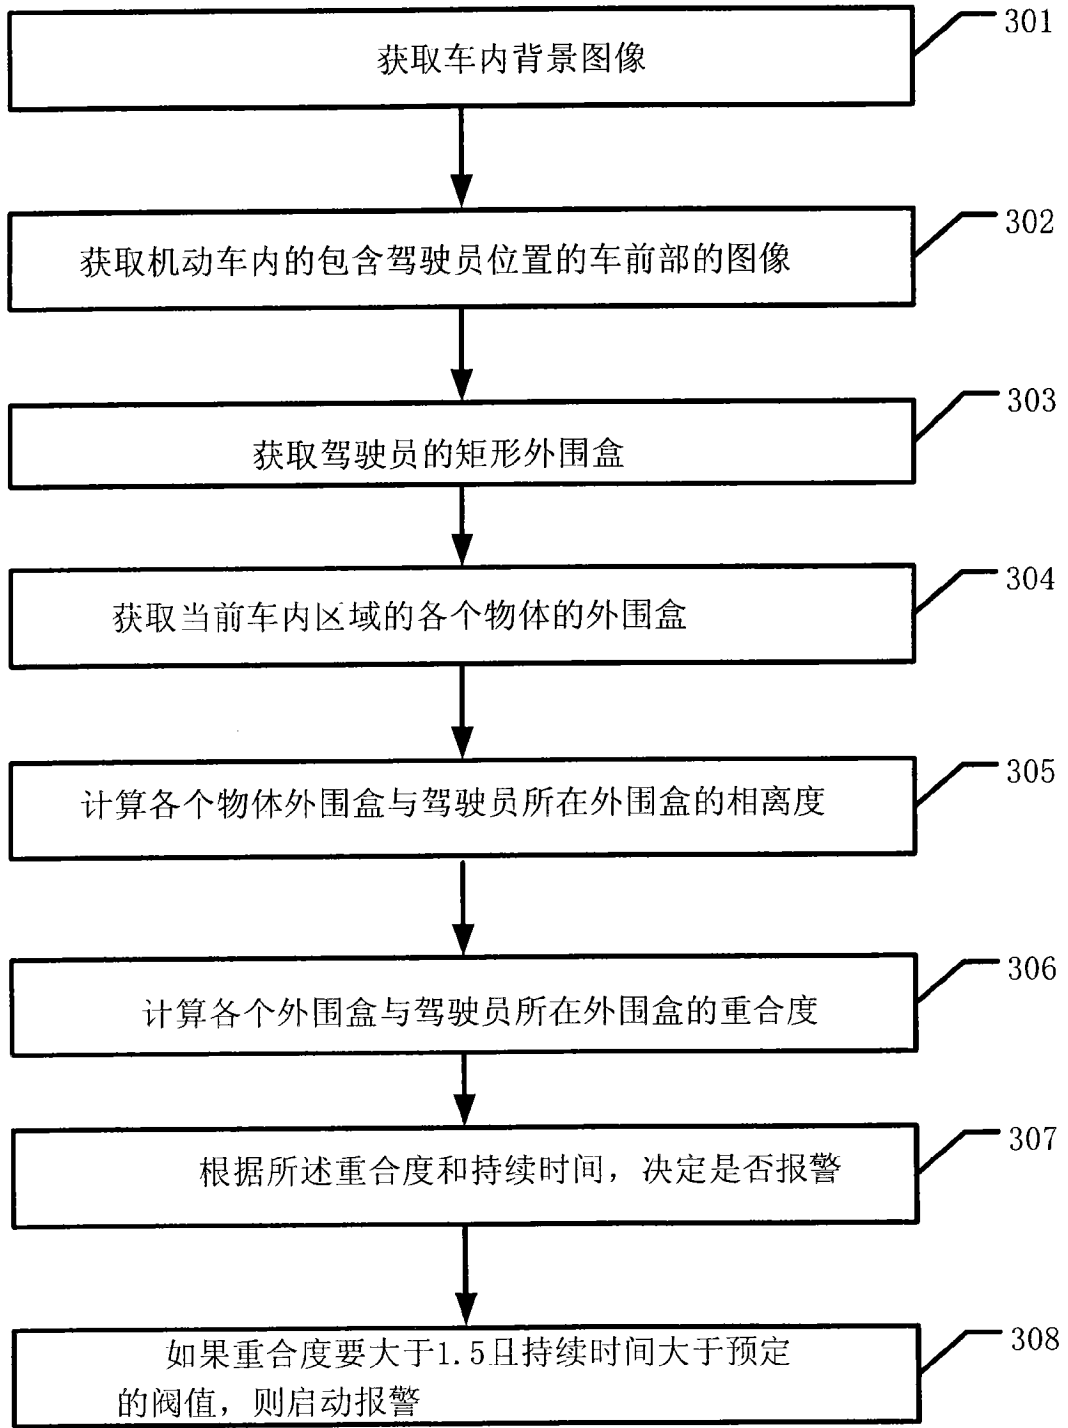 301
获取车内背景图像
302
获取机动车内的包含驾驶员位置的车前部的图像
303
获取驾驶员的矩形外围盒
304
获取当前车内区域的各个物体的外围盒
305
计算各个物体外围盒与驾驶员所在外围盒的相离度
306
计算各个外围盒与驾驶员所在外围盒的重合度
307
根据所述重合度和持续时间，决定是否报警
308
如果重合度要大于1.5且持续时间大于预定
的阀值，则启动报警